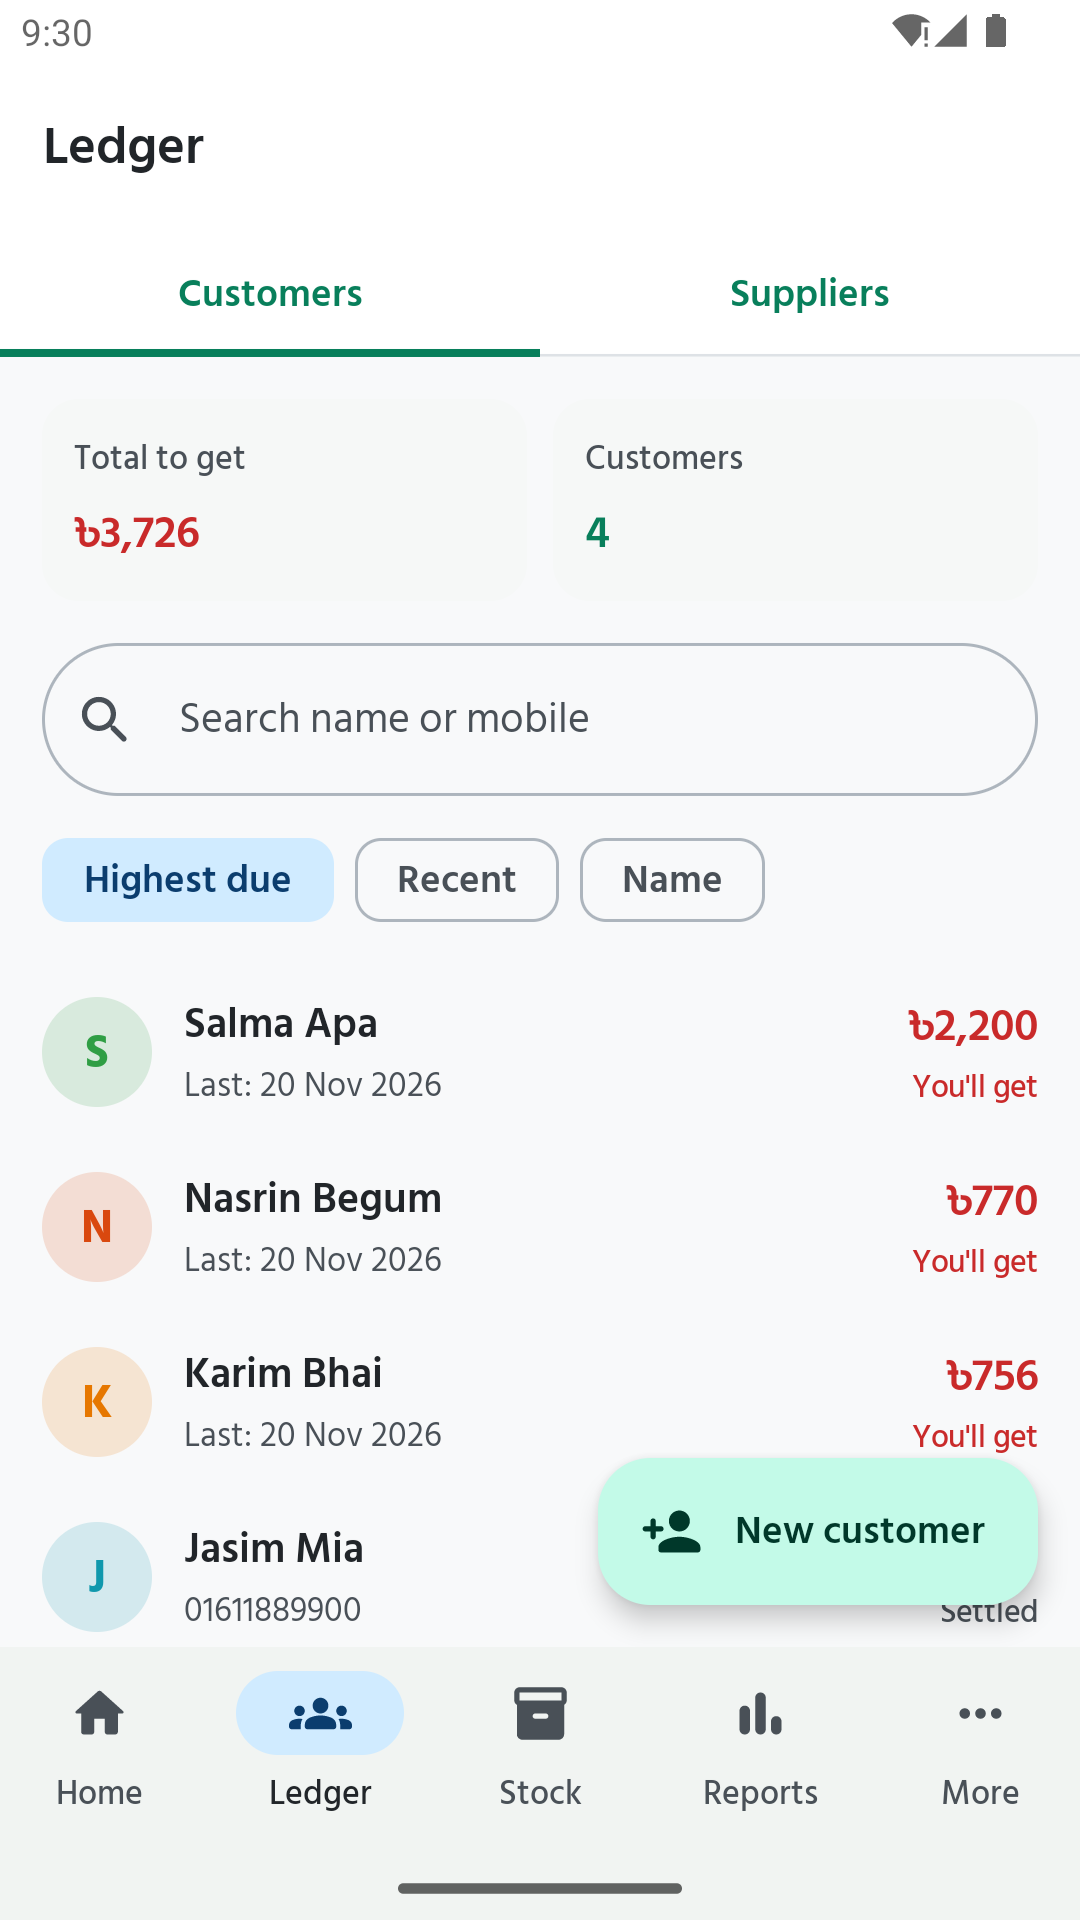 9:30
Ledger
Customers
Suppliers
Total to get
৳3,726
Customers
4
Search name or mobile
Highest due
Recent
Name
S
Salma Apa
৳2,200
Last: 20 Nov 2026
You'll get
N
Nasrin Begum
৳770
Last: 20 Nov 2026
You'll get
K
Karim Bhai
৳756
Last: 20 Nov 2026
You'll get
J
Jasim Mia
New customer
01611889900
Settled
Home
Ledger
Stock
Reports
More